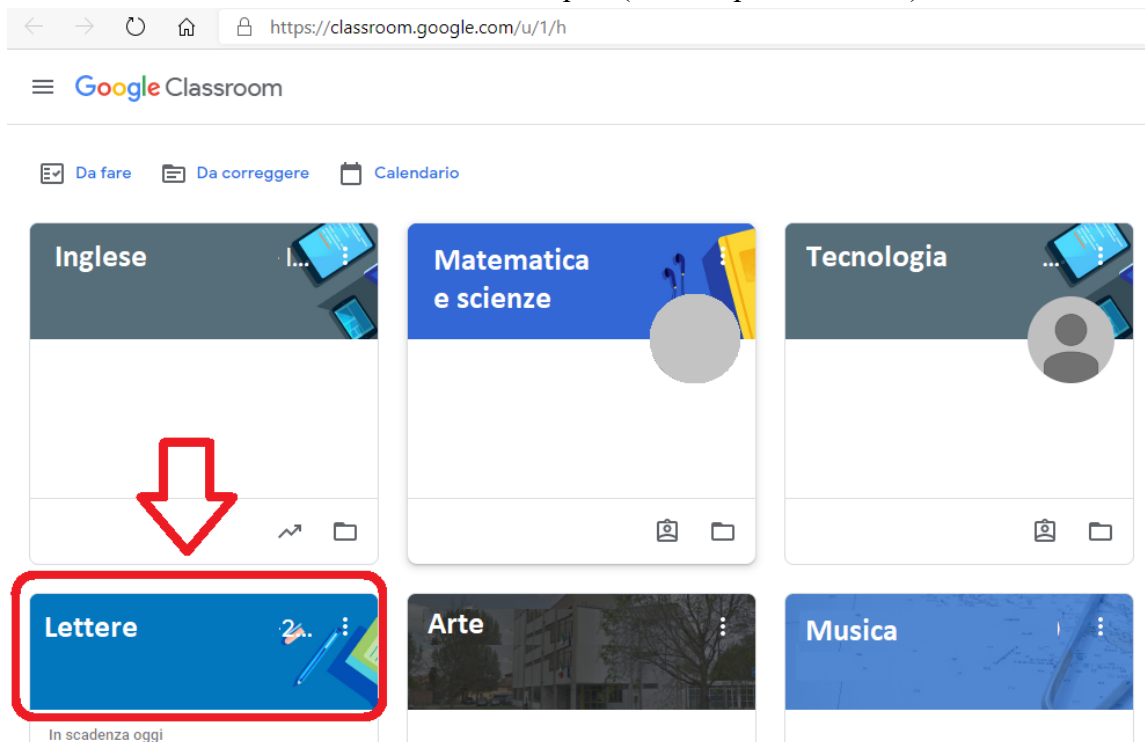 https://classroom.google.com/u/1/h
Google Classroom
Da fare Da correggere Calendario
Inglese I...
Matematica
e scienze
Tecnologia ...
Lettere 2...
Arte
Musica
In scadenza oggi